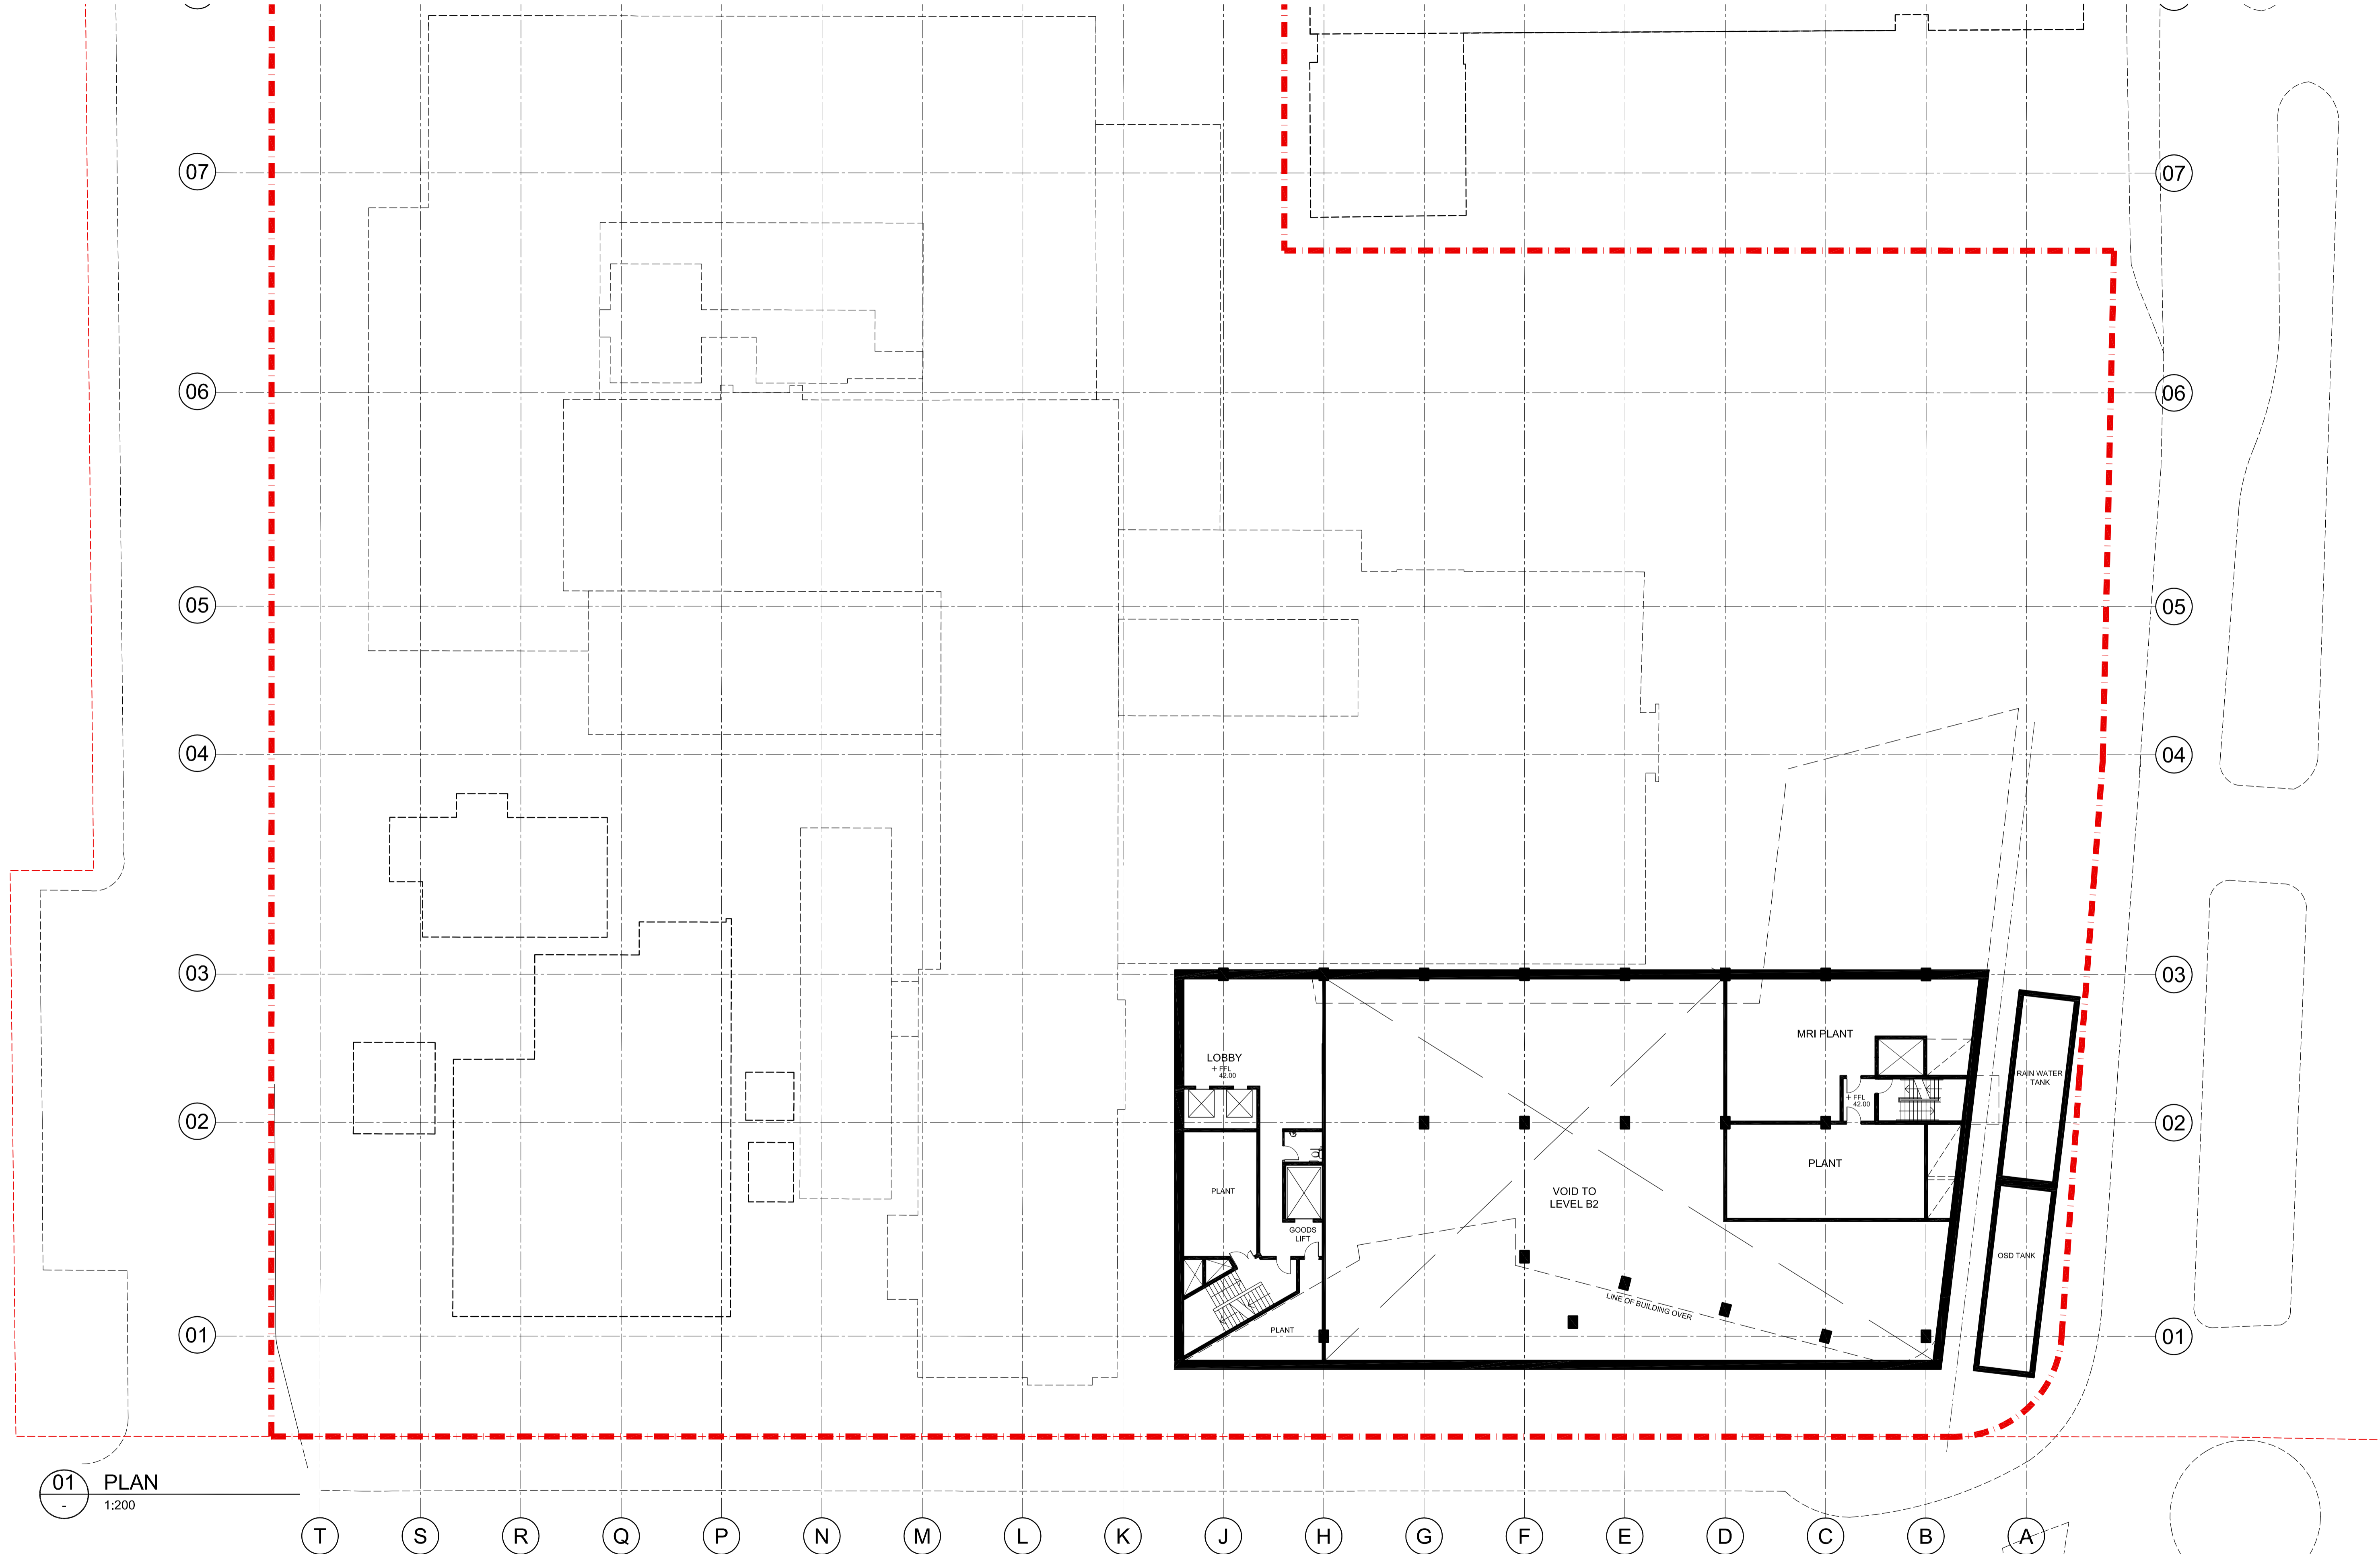 07
07
06
06
05
05
04
04
03
03
MRI PLANT
LOBBY
+ FFL
42.00
RAIN WATER
TANK
+ FFL
42.00
02
02
PLANT
PLANT
VOID TO
LEVEL B2
GOODS
LIFT
OSD TANK
LINE OF BUILDING OVER
PLANT
01
01
01
-
PLAN
1:200
T S R Q P N M L K J H G F E D C B A